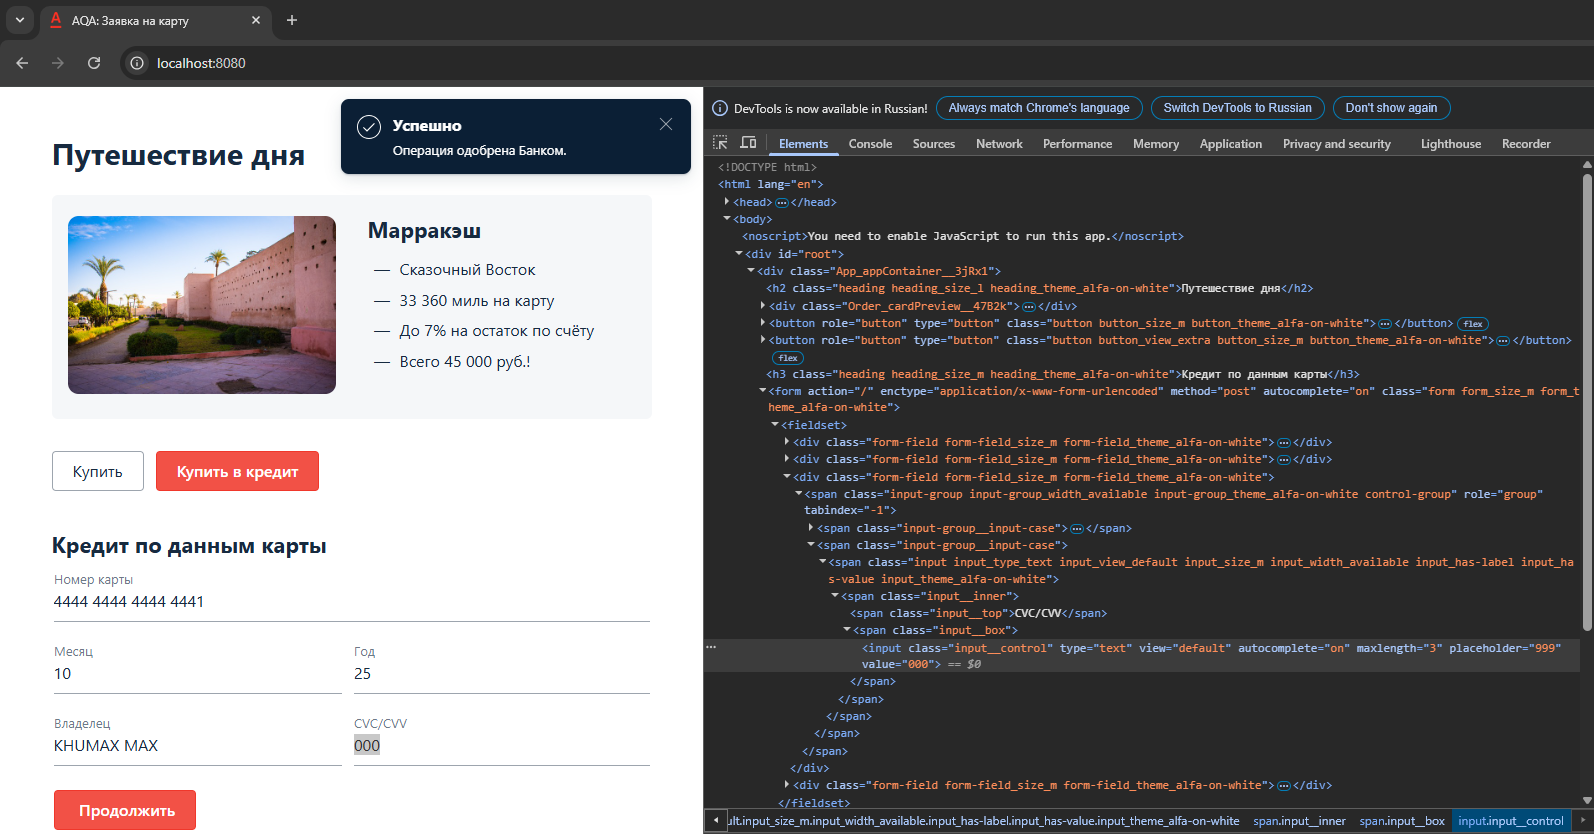 AQA: Заявка на карту
localhost:8080
Успешно
Операция одобрена Банком.
Путешествие дня
Марракэш
— Сказочный Восток
— 33 360 миль на карту
— До 7% на остаток по счёту
— Всего 45 000 руб.!
Купить
Купить в кредит
Кредит по данным карты
Номер карты
4444 4444 4444 4441
Месяц
Год
10
25
Владелец
CVC/CVV
KHUMAX MAX
000
Продолжить
DevTools is now available in Russian!
Always match Chrome's language
Switch DevTools to Russian
Don't show again
Elements
Console
Sources
Network
Performance
Memory
Application
Privacy and security
Lighthouse
Recorder
<!DOCTYPE html>
<html lang="en">
<head>…</head>
<body>
<noscript>You need to enable JavaScript to run this app.</noscript>
<div id="root">
<div class="App_appContainer__3jRx1">
<h2 class="heading heading_size_l heading_theme_alfa-on-white">Путешествие дня</h2>
<div class="Order_cardPreview__47B2k">…</div>
<button role="button" type="button" class="button button_size_m button_theme_alfa-on-white">…</button> flex
<button role="button" type="button" class="button button_view_extra button_size_m button_theme_alfa-on-white">…</button>
flex
<h3 class="heading heading_size_m heading_theme_alfa-on-white">Кредит по данным карты</h3>
<form action="/" enctype="application/x-www-form-urlencoded" method="post" autocomplete="on" class="form form_size_m form_t
heme_alfa-on-white">
<fieldset>
<div class="form-field form-field_size_m form-field_theme_alfa-on-white">…</div>
<div class="form-field form-field_size_m form-field_theme_alfa-on-white">…</div>
<div class="form-field form-field_size_m form-field_theme_alfa-on-white">
<span class="input-group input-group_width_available input-group_theme_alfa-on-white control-group" role="group"
tabindex="-1">
<span class="input-group__input-case">…</span>
<span class="input-group__input-case">
<span class="input input_type_text input_view_default input_size_m input_width_available input_has-label input_ha
s-value input_theme_alfa-on-white">
<span class="input__inner">
<span class="input__top">CVC/CVV</span>
<span class="input__box">
<input class="input__control" type="text" view="default" autocomplete="on" maxlength="3" placeholder="999"
value="000"> == $0
</span>
</span>
</span>
</span>
</span>
</div>
<div class="form-field form-field_size_m form-field_theme_alfa-on-white">…</div>
</fieldset>
ult.input_size_m.input_width_available.input_has-label.input_has-value.input_theme_alfa-on-white
span.input__inner
span.input__box
input.input__control